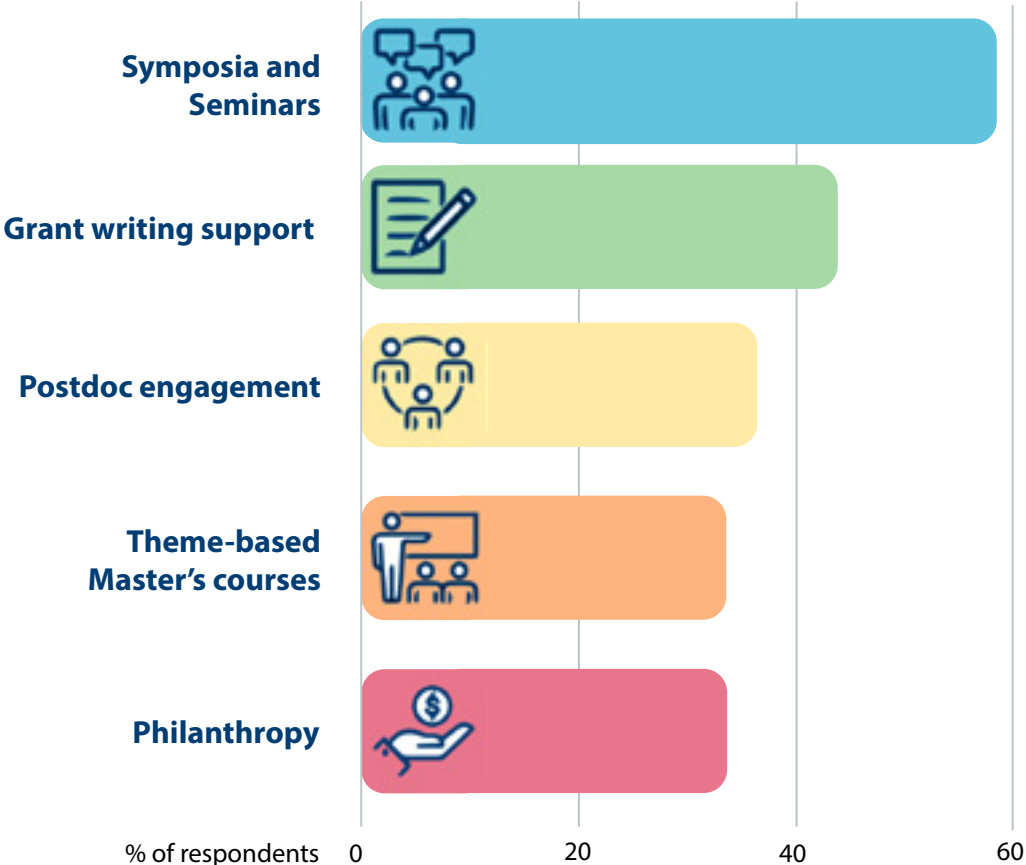 Symposia and
Seminars
Grant writing support
Postdoc engagement
Theme-based
Master’s courses
$
Philanthropy
% of respondents 0 20 40 60